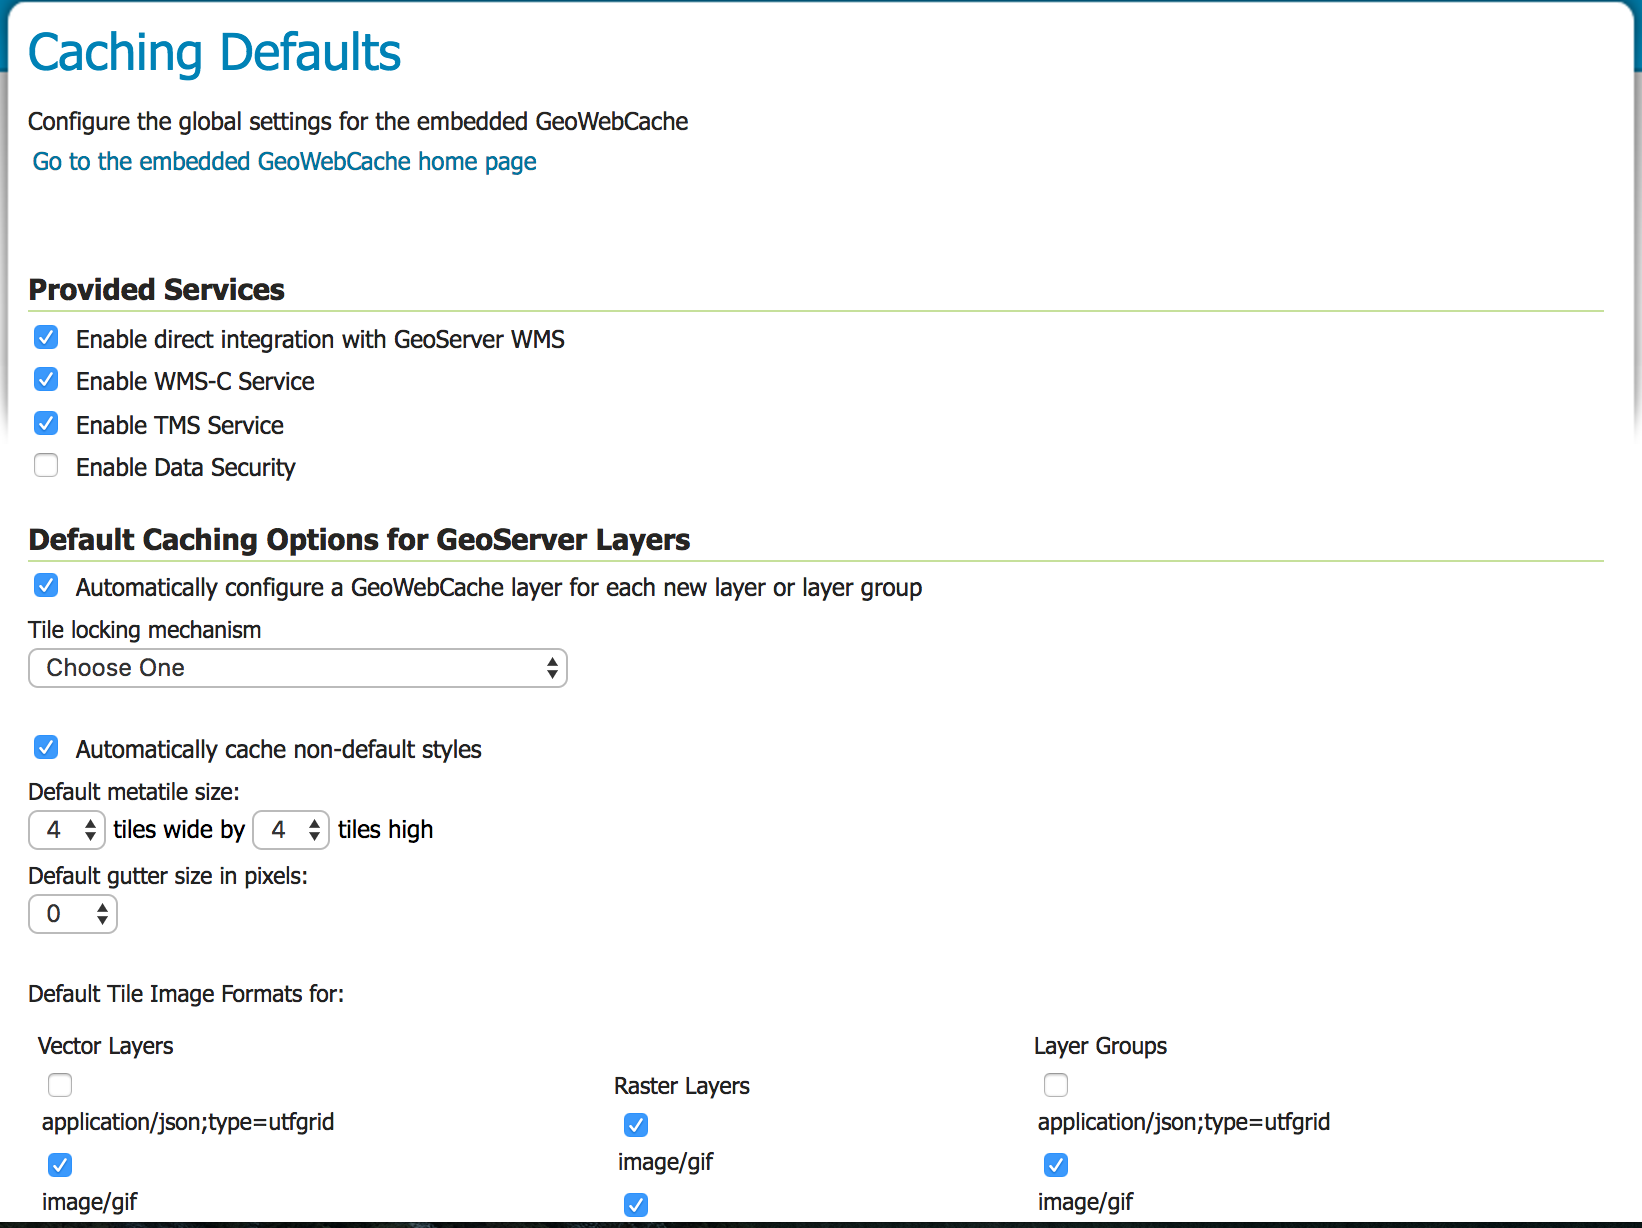 Caching Defaults
Configure the global settings for the embedded GeoWebCache
Go to the embedded GeoWebCache home page
Provided Services
Enable direct integration with GeoServer WMS
Enable WMS-C Service
Enable TMS Service
Enable Data Security
Default Caching Options for GeoServer Layers
Automatically configure a GeoWebCache layer for each new layer or layer group
Tile locking mechanism
Choose One
Automatically cache non-default styles
Default metatile size:
4 tiles wide by 4 tiles high
Default gutter size in pixels:
0
Default Tile Image Formats for:
Vector Layers
application/json;type=utfgrid
image/gif
Raster Layers
image/gif
Layer Groups
application/json;type=utfgrid
image/gif